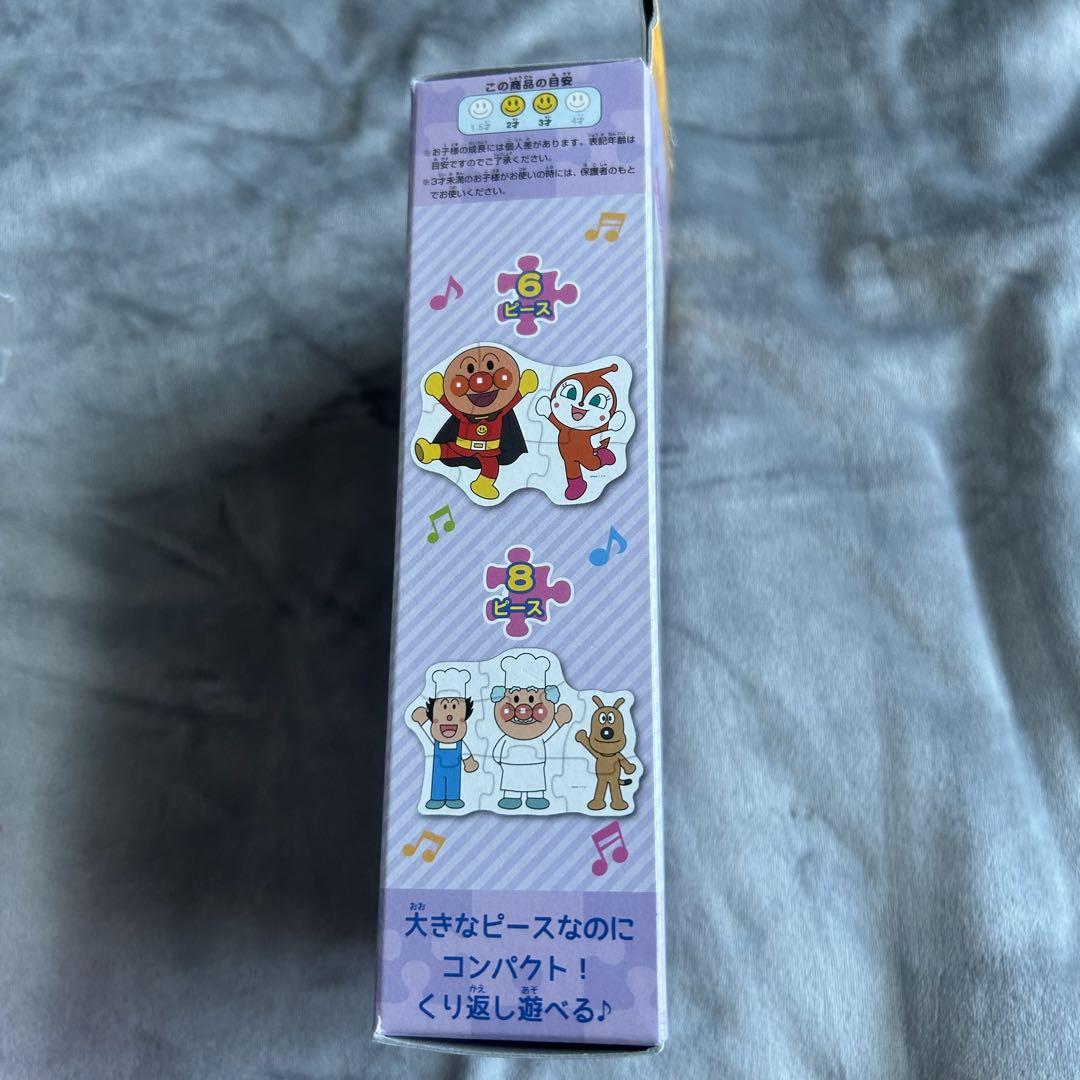 この商品の目安
1.5才 2才 3才 4才
※お子様の成長には個人差があります。表記年齢は
目安ですのでご了承ください。
※3才未満のお子様がお使いの時には、保護者のもと
でお使いください。
6
ピース
8
ピース
大きなピースなのに
コンパクト!
くり返し遊べる♪